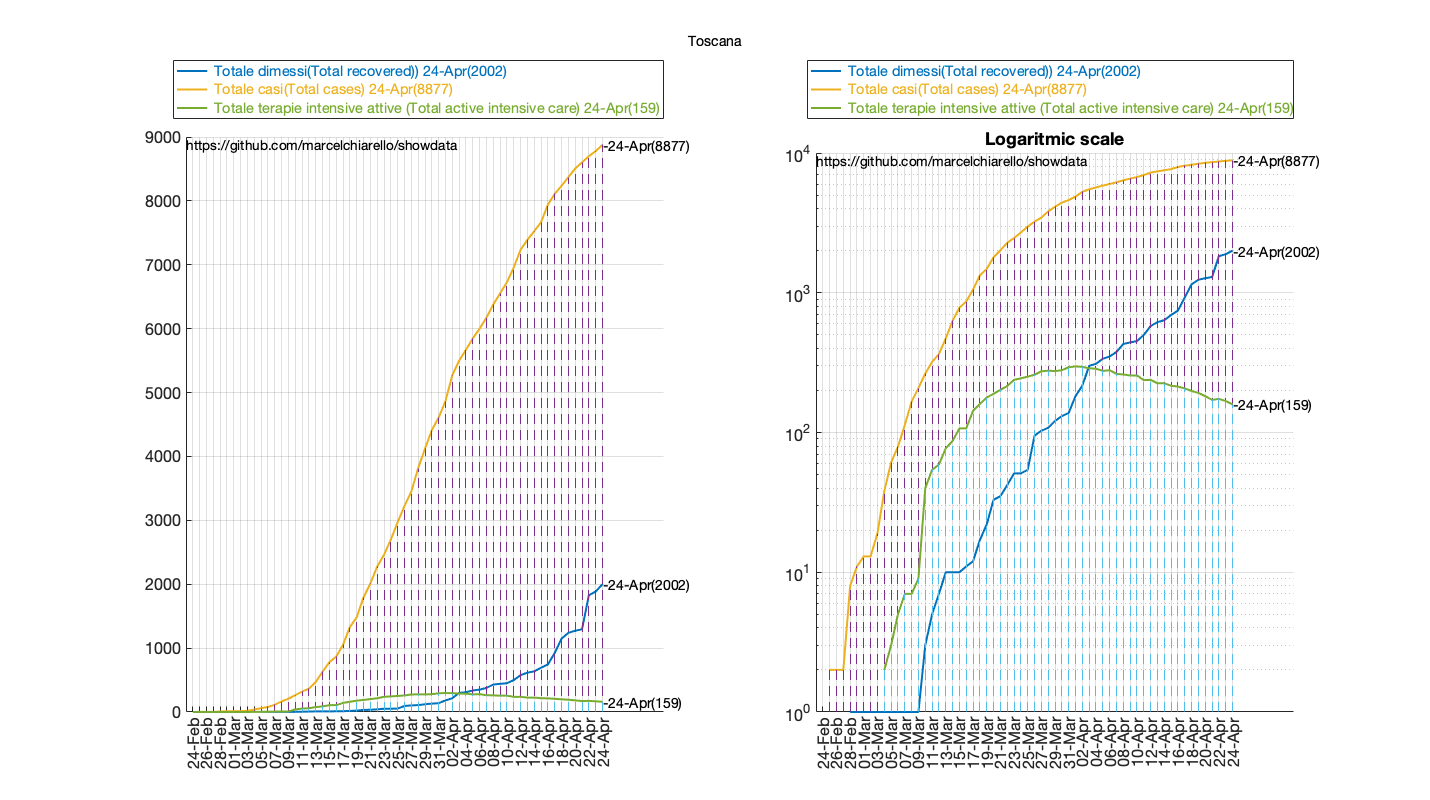 Toscana
Totale dimessi(Total recovered)) 24-Apr(2002)
Totale casi(Total cases) 24-Apr(8877)
Totale terapie intensive attive (Total active intensive care) 24-Apr(159)
9000
8000
7000
6000
5000
4000
3000
2000
1000
0
https://github.com/marcelchiarello/showdata
-24-Apr(8877)
-24-Apr(2002)
-24-Apr(159)
24-Feb
26-Feb
28-Feb
01-Mar
03-Mar
05-Mar
07-Mar
09-Mar
11-Mar
13-Mar
15-Mar
17-Mar
19-Mar
21-Mar
23-Mar
25-Mar
27-Mar
29-Mar
31-Mar
02-Apr
04-Apr
06-Apr
08-Apr
10-Apr
12-Apr
14-Apr
16-Apr
18-Apr
20-Apr
22-Apr
24-Apr
Totale dimessi(Total recovered)) 24-Apr(2002)
Totale casi(Total cases) 24-Apr(8877)
Totale terapie intensive attive (Total active intensive care) 24-Apr(159)
Logaritmic scale
10^4
10^3
10^2
10^1
10^0
https://github.com/marcelchiarello/showdata
-24-Apr(8877)
-24-Apr(2002)
-24-Apr(159)
24-Feb
26-Feb
28-Feb
01-Mar
03-Mar
05-Mar
07-Mar
09-Mar
11-Mar
13-Mar
15-Mar
17-Mar
19-Mar
21-Mar
23-Mar
25-Mar
27-Mar
29-Mar
31-Mar
02-Apr
04-Apr
06-Apr
08-Apr
10-Apr
12-Apr
14-Apr
16-Apr
18-Apr
20-Apr
22-Apr
24-Apr